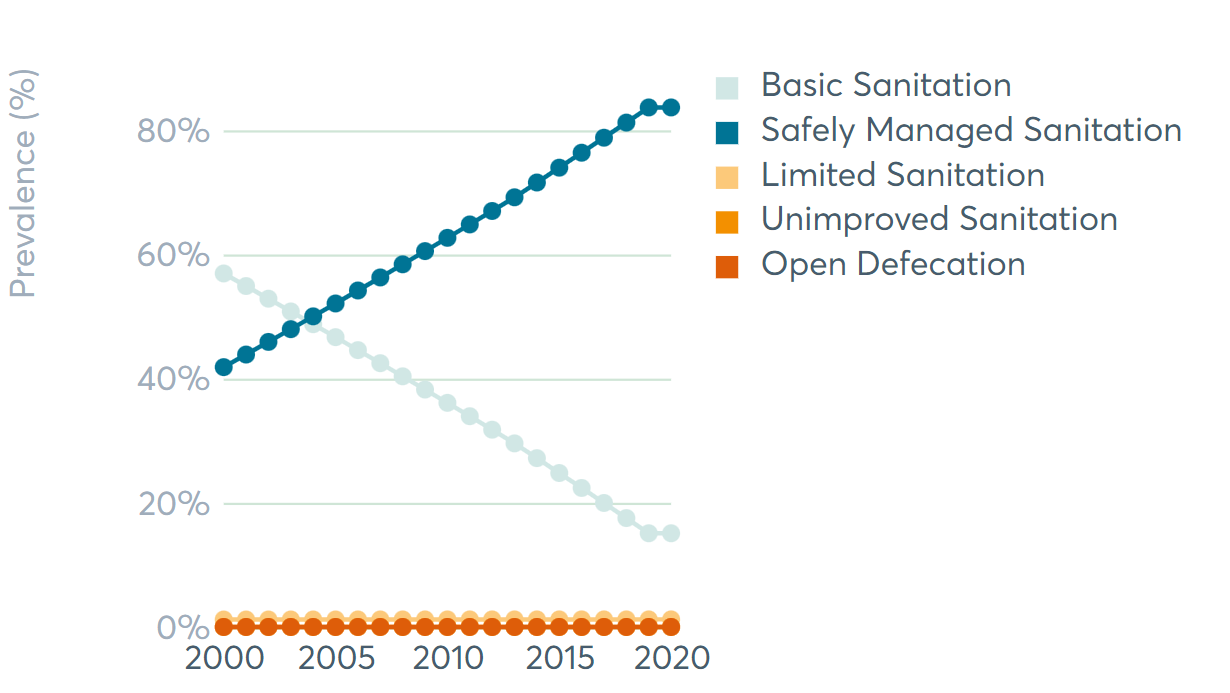 Prevalence (%)
80%
60%
40%
20%
0%
2000 2005 2010 2015 2020
Basic Sanitation
Safely Managed Sanitation
Limited Sanitation
Unimproved Sanitation
Open Defecation